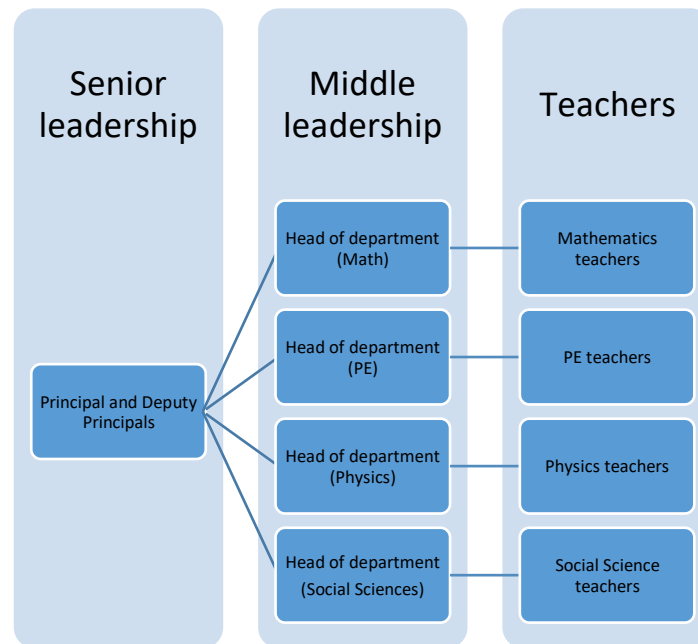 Senior
leadership
Middle
leadership
Teachers
Principal and Deputy
Principals
Head of department
(Math)
Head of department
(PE)
Head of department
(Physics)
Head of department
(Social Sciences)
Mathematics
teachers
PE teachers
Physics teachers
Social Science
teachers